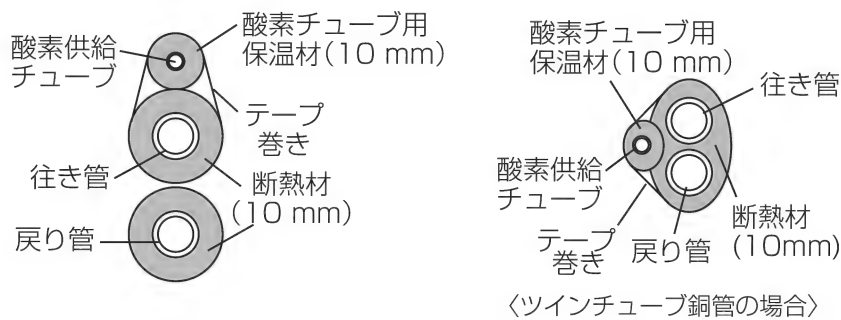 酸素供給
チューブ
酸素チューブ用
保温材(10 mm)
テープ
巻き
往き管
断熱材
(10 mm)
戻り管
酸素チューブ用
保温材(10 mm)
往き管
酸素供給
チューブ
テープ
巻き
戻り管
断熱材
(10mm)
〈ツインチューブ銅管の場合〉